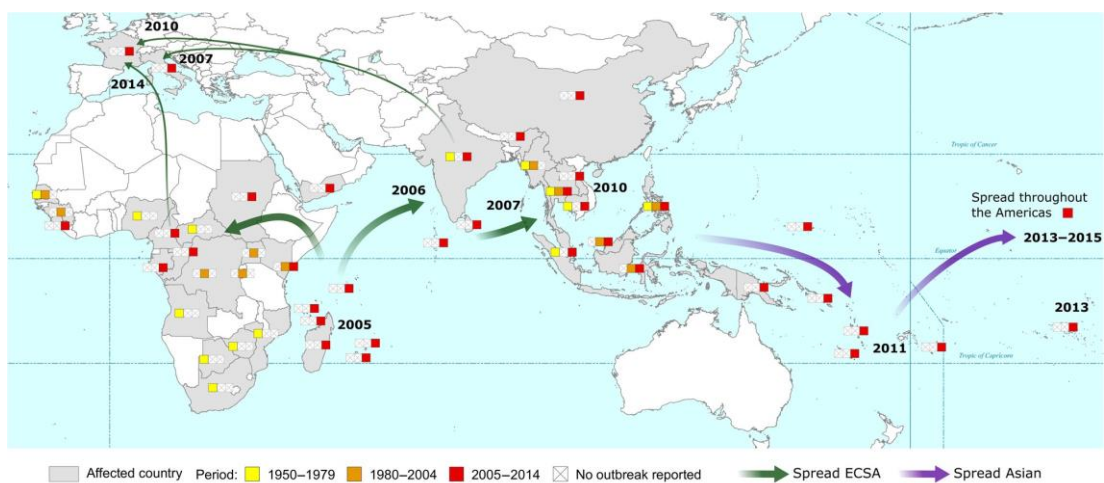 2010
2007
2014
Tropic of Cancer
2006
2010
2007
Spread throughout
the Americas
2013–2015
Equator
2005
2013
2011
Tropic of Capricorn
Affected country
Period:
1950–1979
1980–2004
2005–2014
No outbreak reported
Spread ECSA
Spread Asian